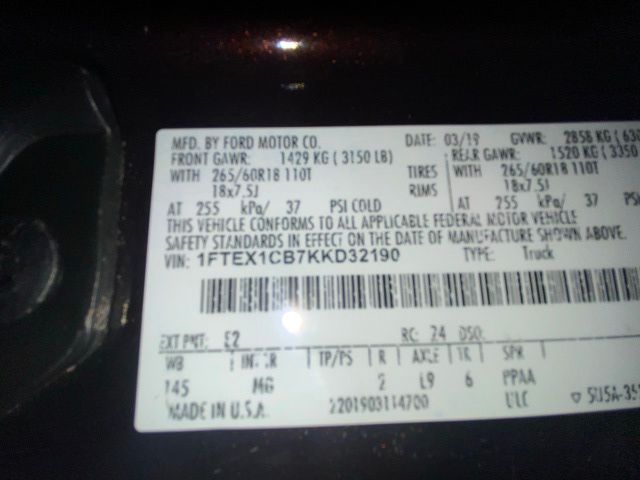 MFD. BY FORD MOTOR CO. DATE: 03/19 GVWR: 2858 KG
FRONT GAWR: 1429 KG (3150 LB) REAR GAWR: 1520 KG (3350
WITH 265/60R18 110T TIRES WITH 265/60R18 110T
18x7.5J RIMS 18x7.5J
AT 255 kPa/ 37 PSI COLD AT 255 kPa/ 37
THIS VEHICLE CONFORMS TO ALL APPLICABLE FEDERAL MOTOR VEHICLE
SAFETY STANDARDS IN EFFECT ON THE DATE OF MANUFACTURE SHOWN ABOVE.
VIN: 1FTEX1CB7KKD32190 TYPE: Truck
EXT PNT: E2 RC: 24 DSO:
WB TP/PS R AXLE TR SPR
145 MG 2 L9 6 PPAA
MADE IN U.S.A.